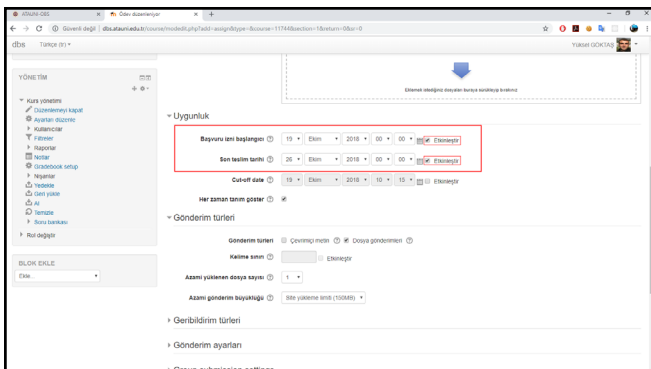 ATAUNİ-OBS
Ödev düzenleniyor
Güvenli değil | dbs.atauni.edu.tr/course/modedit.php?add=assign&type=&course=11744&section=1&return=0&sr=0
dbs Türkçe (tr)
Yüksel GÖKTAŞ
YÖNETİM
Kurs yönetimi
Düzenlemeyi kapat
Ayarları düzenle
Kullanıcılar
Filtreler
Raporlar
Notlar
Gradebook setup
Nişanlar
Yedekle
Geri yükle
Al
Temizle
Soru bankası
Rol değiştir
BLOK EKLE
Ekle...
Eklemek istediğiniz dosyaları buraya sürükleyip bırakınız
Uygunluk
Başvuru izni başlangıcı 19 Ekim 2018 00 00 Etkinleştir
Son teslim tarihi 26 Ekim 2018 00 00 Etkinleştir
Cut-off date 19 Ekim 2018 10 15 Etkinleştir
Her zaman tanım göster
Gönderim türleri
Gönderim türleri Çevrimiçi metin Dosya gönderimleri
Kelime sınırı Etkinleştir
Azami yüklenen dosya sayısı 1
Azami gönderim büyüklüğü Site yükleme limiti (150MB)
Geribildirim türleri
Gönderim ayarları
Group submission settings